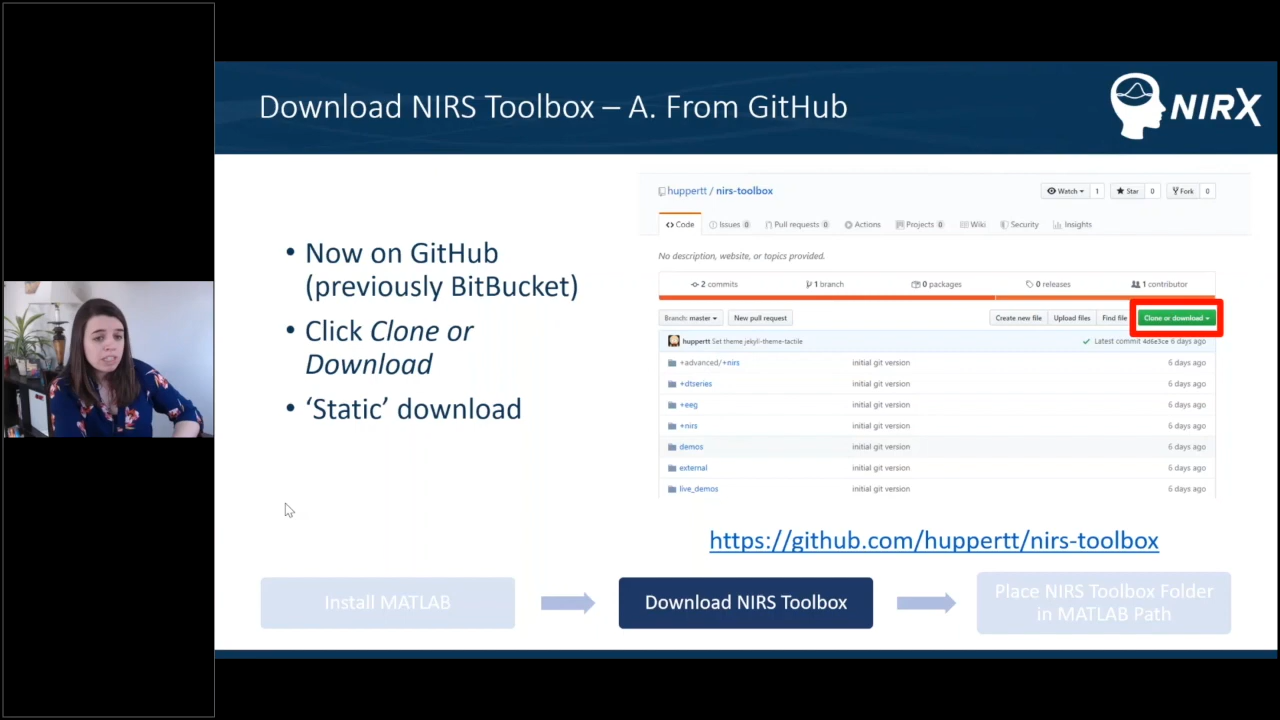 Download NIRS Toolbox – A. From GitHub
NIRX
• Now on GitHub
(previously BitBucket)
• Click Clone or
Download
• ‘Static’ download
huppertt / nirs-toolbox
Watch 1 Star 0 Fork 0
Code Issues 0 Pull requests 0 Actions Projects 0 Wiki Security Insights
No description, website, or topics provided.
2 commits 1 branch 0 packages 0 releases 1 contributor
Branch: master New pull request Create new file Upload files Find file Clone or download
huppertt Set theme jekyll-theme-tactile Latest commit 4d6e3ce 6 days ago
+advanced/+nirs initial git version 6 days ago
+dtseries initial git version 6 days ago
+eeg initial git version 6 days ago
+nirs initial git version 6 days ago
demos initial git version 6 days ago
external initial git version 6 days ago
live_demos initial git version 6 days ago
https://github.com/huppertt/nirs-toolbox
Install MATLAB
Download NIRS Toolbox
Place NIRS Toolbox Folder
in MATLAB Path